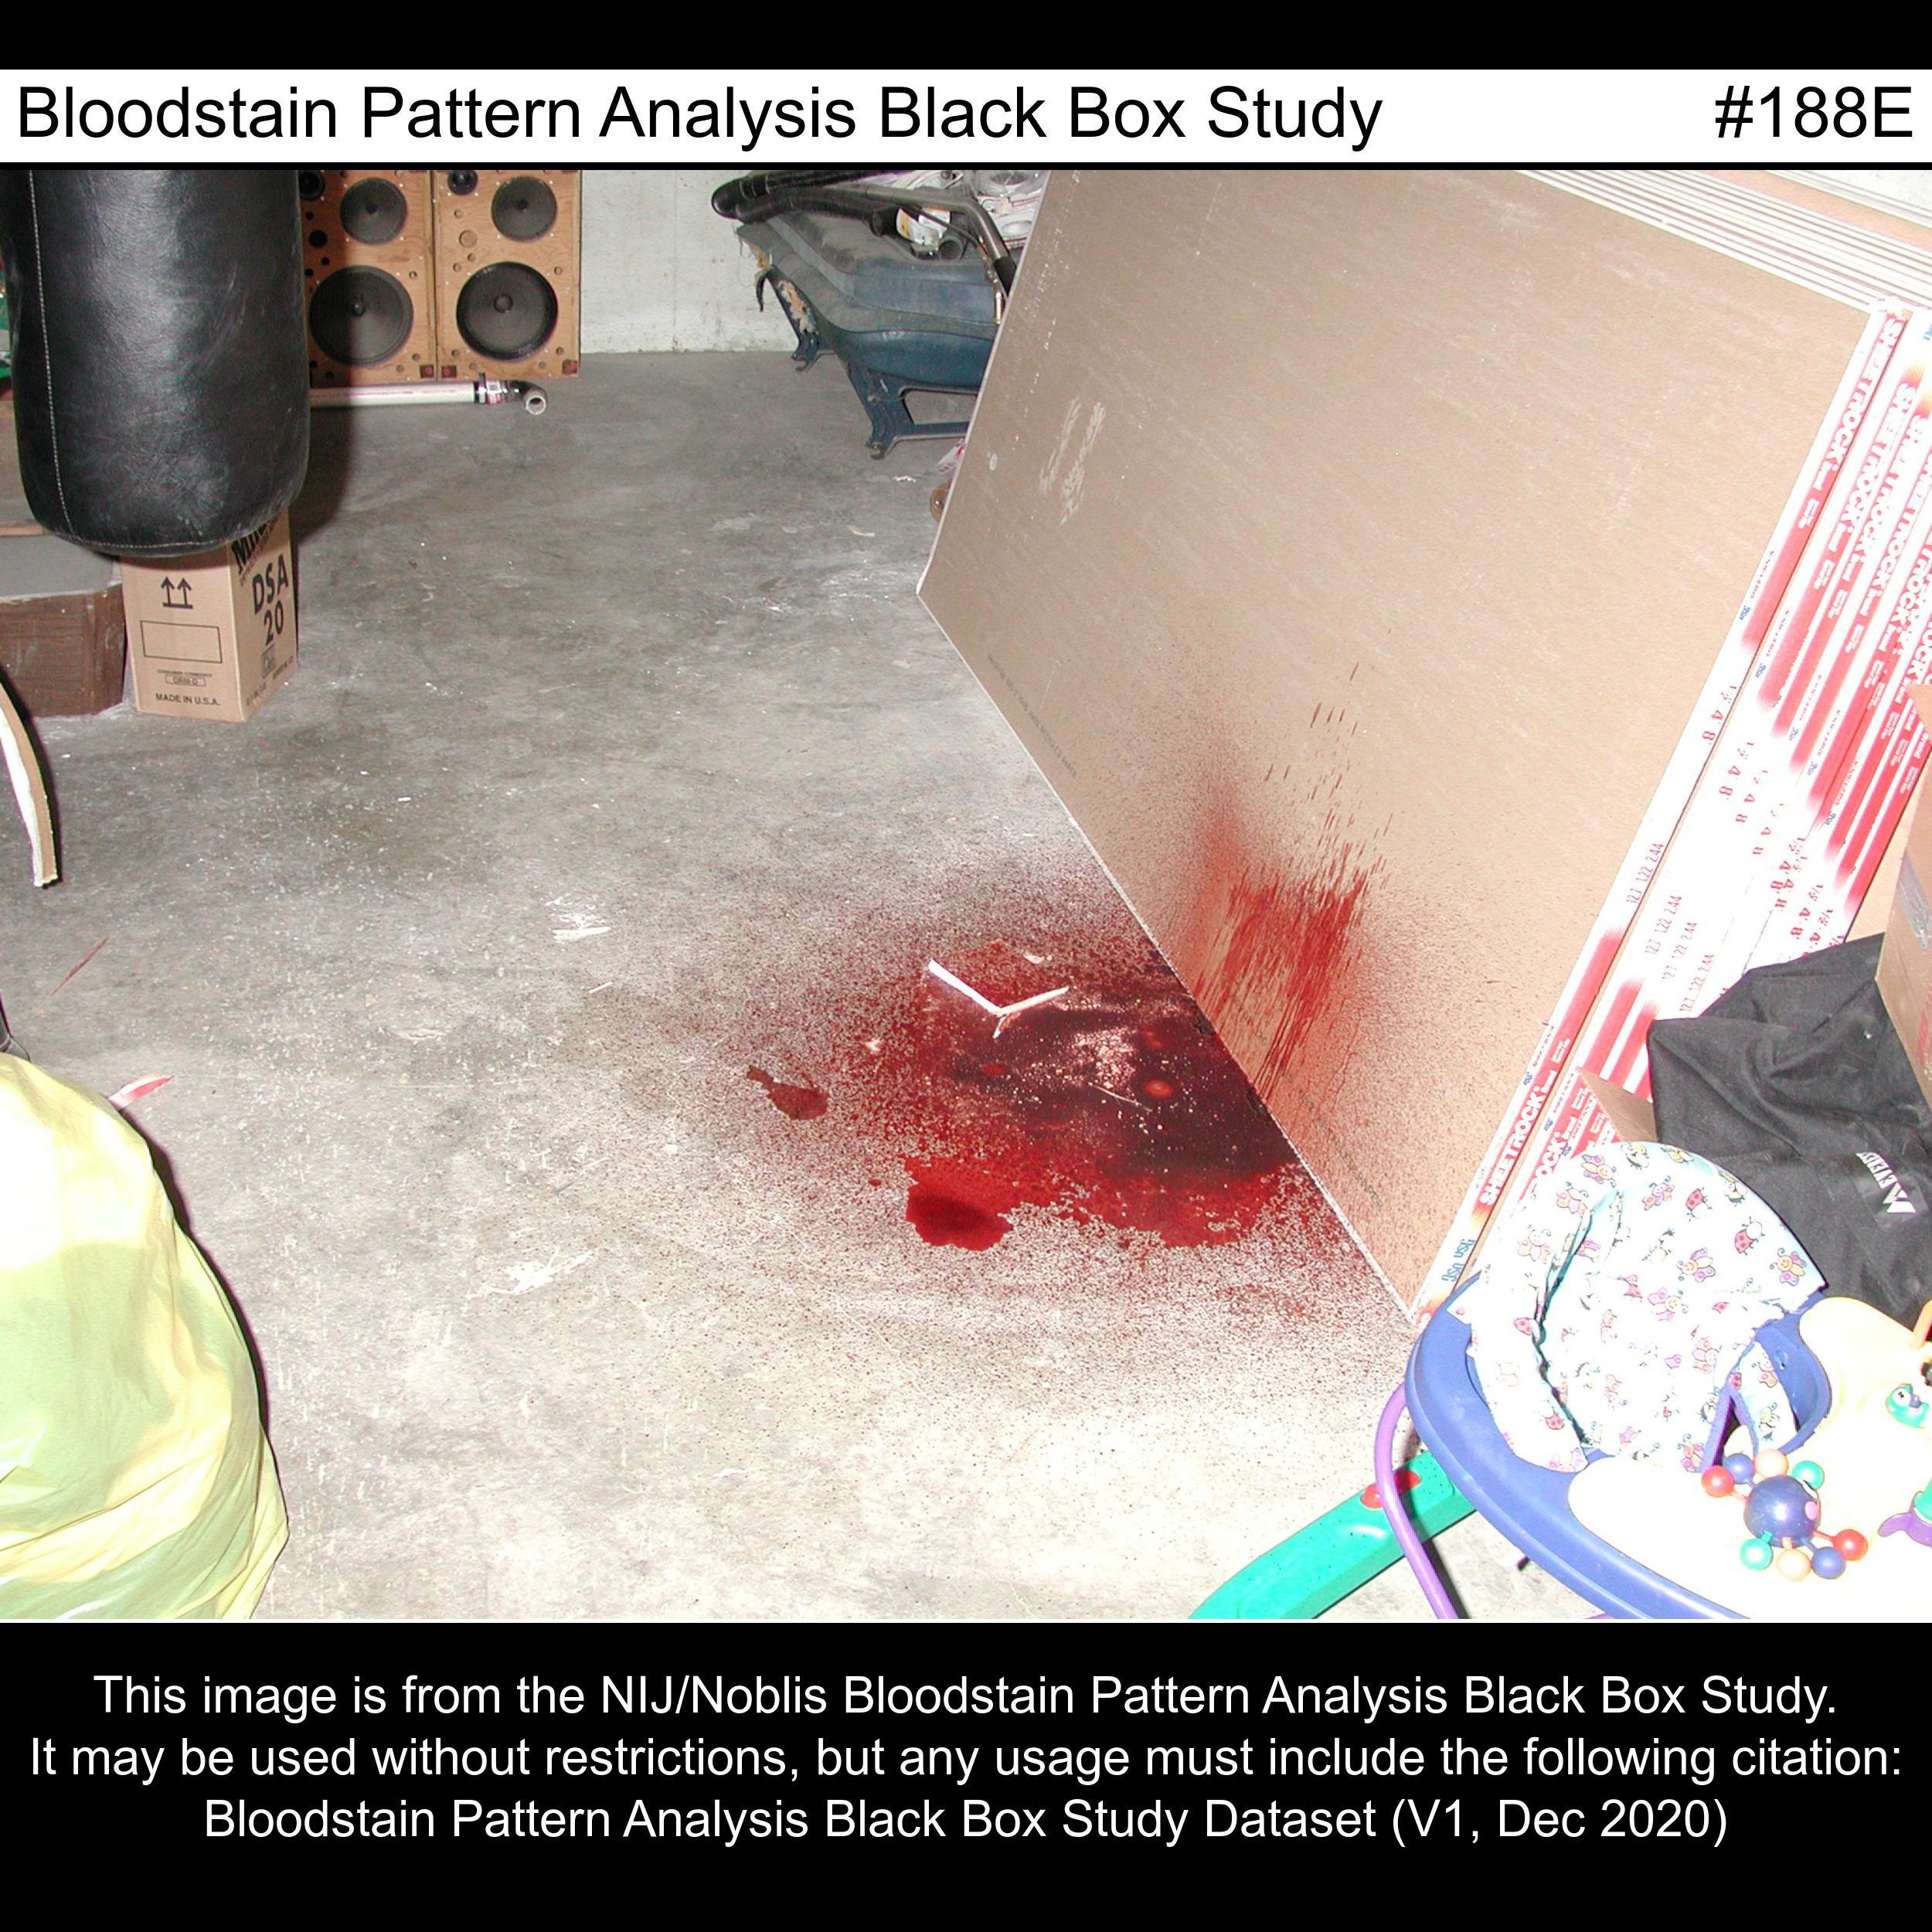 Bloodstain Pattern Analysis Black Box Study #188E
DSA
20
MADE IN U.S.A.
SHEETROCK
SHEETROCK
SHEETROCK
This image is from the NIJ/Noblis Bloodstain Pattern Analysis Black Box Study.
It may be used without restrictions, but any usage must include the following citation:
Bloodstain Pattern Analysis Black Box Study Dataset (V1, Dec 2020)